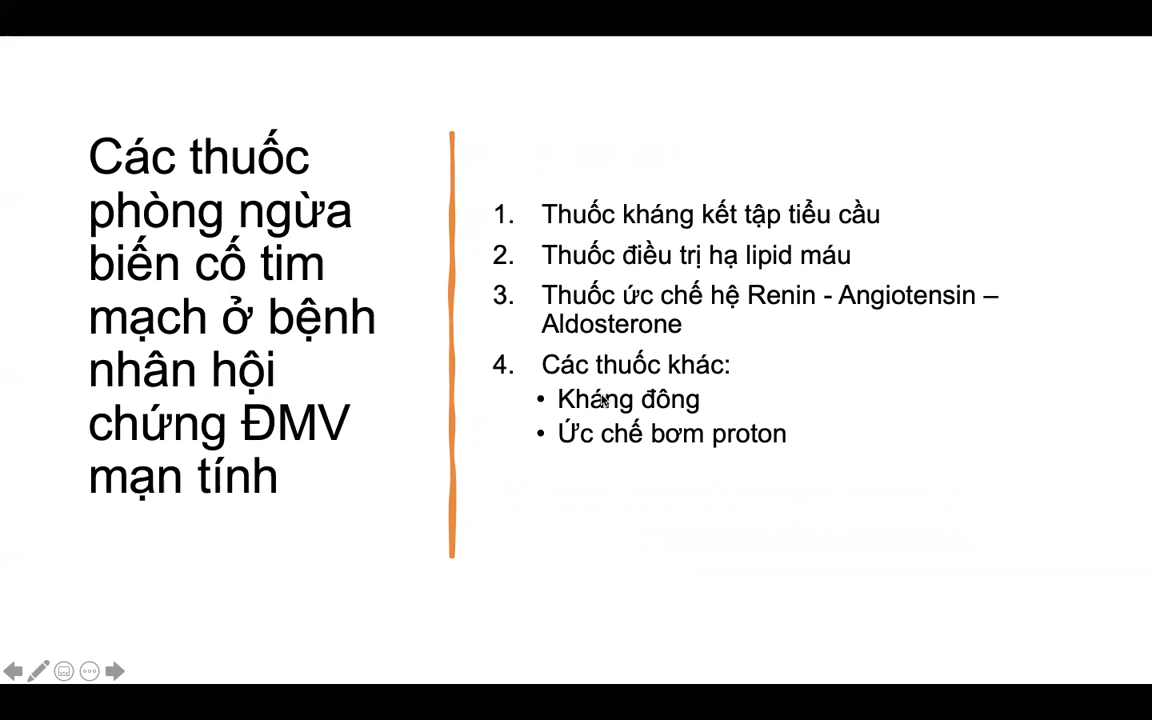 Các thuốc
phòng ngừa
biến cố tim
mạch ở bệnh
nhân hội
chứng ĐMV
mạn tính
1. Thuốc kháng kết tập tiểu cầu
2. Thuốc điều trị hạ lipid máu
3. Thuốc ức chế hệ Renin - Angiotensin –
Aldosterone
4. Các thuốc khác:
• Kháng đông
• Ức chế bơm proton